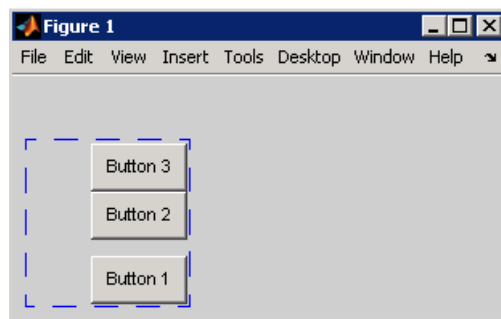 Figure 1
File Edit View Insert Tools Desktop Window Help
Button 3
Button 2
Button 1